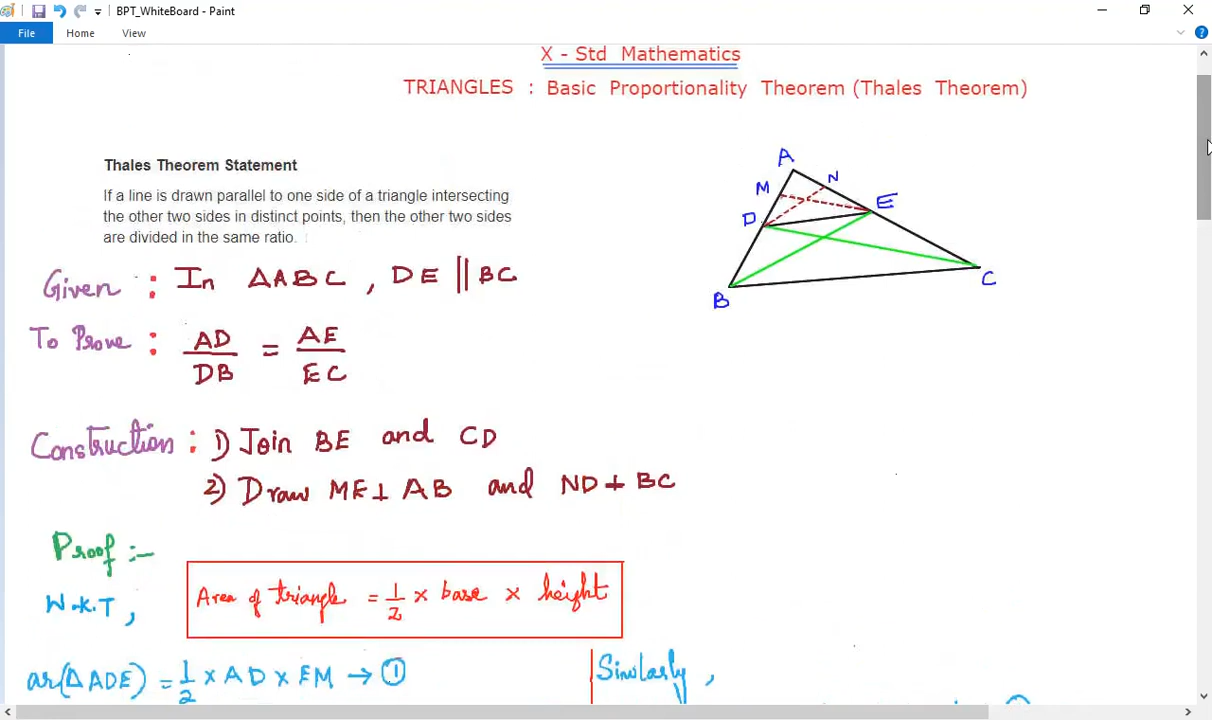 BPT_WhiteBoard - Paint
File Home View
X - Std Mathematics
TRIANGLES : Basic Proportionality Theorem (Thales Theorem)
Thales Theorem Statement
If a line is drawn parallel to one side of a triangle intersecting
the other two sides in distinct points, then the other two sides
are divided in the same ratio.
A
M
N
D
E
B
C
Given : In ΔABC, DE || BC
To Prove : AD/DB = AE/EC
Construction : 1) Join BE and CD
2) Draw ME ⊥ AB and ND ⊥ BC
Proof :-
W.K.T,
Area of triangle = 1/2 × base × height
ar(ΔADE) = 1/2 × AD × EM → ①
Similarly,